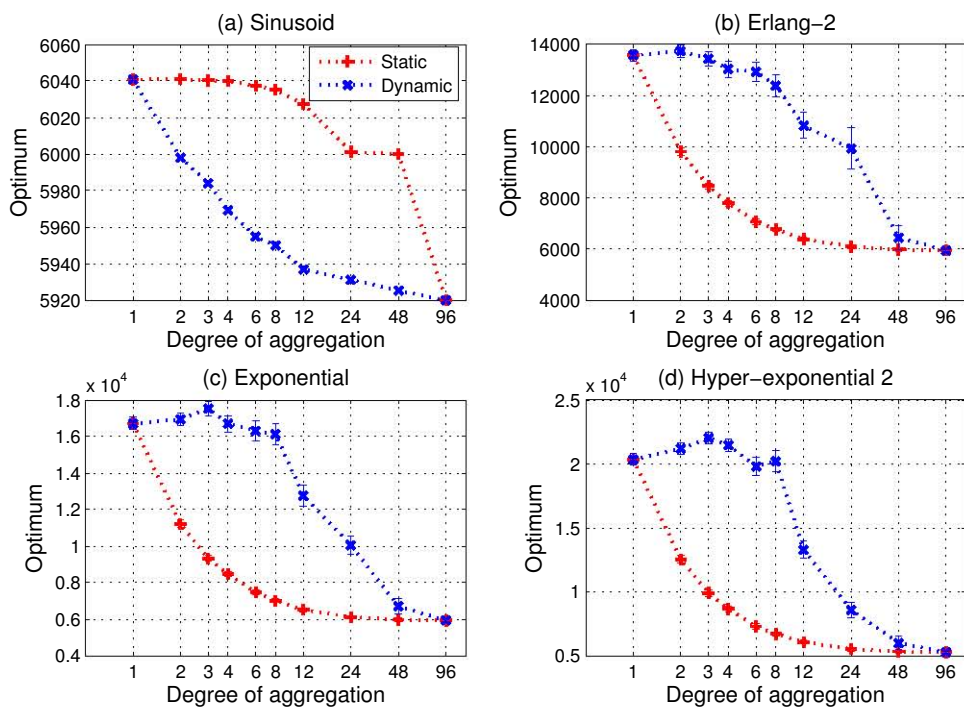 (a) Sinusoid
6060
6040
6020
6000
5980
5960
5940
5920
Optimum
Static
Dynamic
1 2 3 4 6 8 12 24 48 96
Degree of aggregation
(b) Erlang−2
14000
12000
10000
8000
6000
4000
Optimum
1 2 3 4 6 8 12 24 48 96
Degree of aggregation
(c) Exponential
x 10^4
1.8
1.6
1.4
1.2
1
0.8
0.6
0.4
Optimum
1 2 3 4 6 8 12 24 48 96
Degree of aggregation
(d) Hyper−exponential 2
x 10^4
2.5
2
1.5
1
0.5
Optimum
1 2 3 4 6 8 12 24 48 96
Degree of aggregation